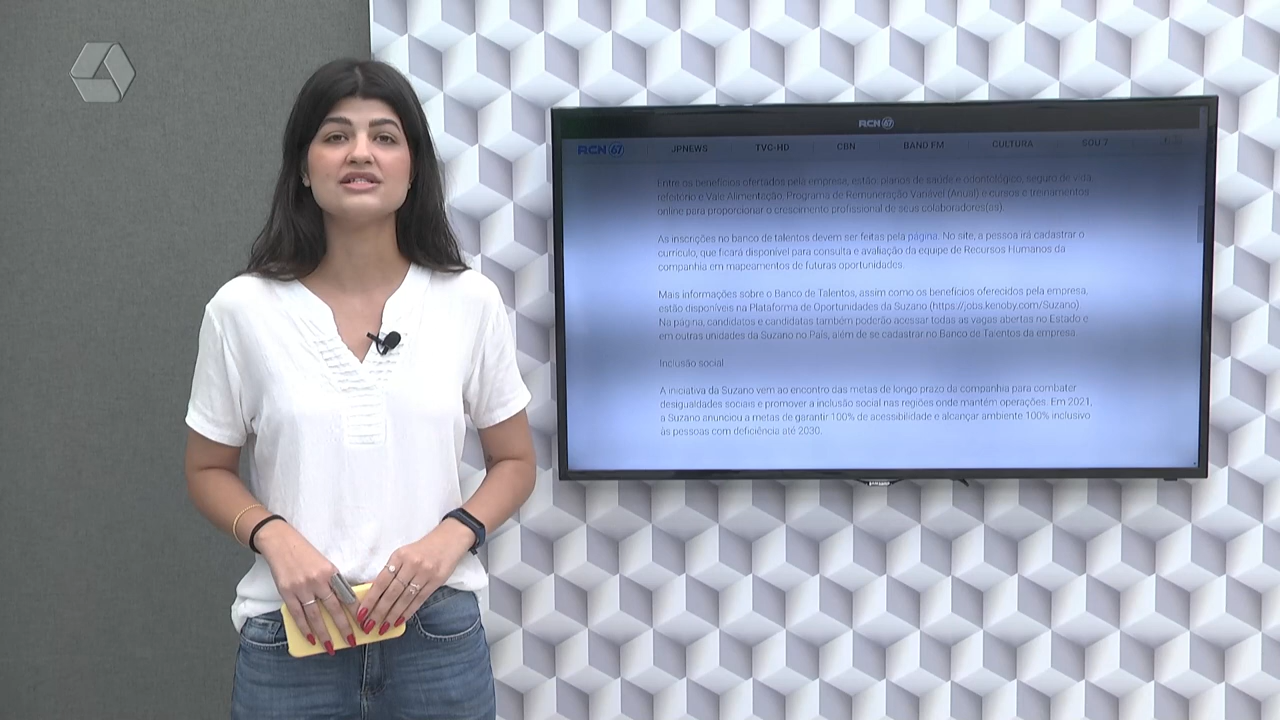 RCN 67
RCN 67 JPNEWS TVC-HD CBN BAND FM CULTURA SOU 7
Entre os benefícios ofertados pela empresa, estão: planos de saúde e odontológico, seguro de vida,
refeitório e Vale Alimentação, Programa de Remuneração Variável (Anual) e cursos e treinamentos
online para proporcionar o crescimento profissional de seus colaboradores(as).
As inscrições no banco de talentos devem ser feitas pela página. No site, a pessoa irá cadastrar o
currículo, que ficará disponível para consulta e avaliação da equipe de Recursos Humanos da
companhia em mapeamentos de futuras oportunidades.
Mais informações sobre o Banco de Talentos, assim como os benefícios oferecidos pela empresa,
estão disponíveis na Plataforma de Oportunidades da Suzano (https://jobs.kenoby.com/Suzano).
Na página, candidatos e candidatas também poderão acessar todas as vagas abertas no Estado e
em outras unidades da Suzano no País, além de se cadastrar no Banco de Talentos da empresa.
Inclusão social
A iniciativa da Suzano vem ao encontro das metas de longo prazo da companhia para combater
desigualdades sociais e promover a inclusão social nas regiões onde mantém operações. Em 2021,
a Suzano anunciou a metas de garantir 100% de acessibilidade e alcançar ambiente 100% inclusivo
às pessoas com deficiência até 2030.